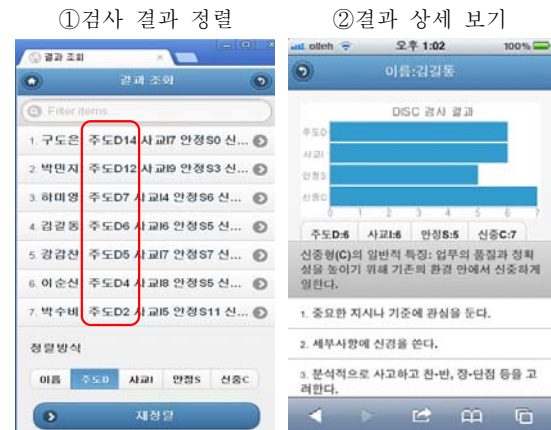 ①검사 결과 정렬
②결과 상세 보기
결과 조회
결과 조회
Filter items...
1. 구도은 주도D14 사교I7 안정S0 신...
2. 박민지 주도D12 사교I9 안정S3 신...
3. 하미영 주도D7 사교I4 안정S6 신...
4. 김길동 주도D6 사교I6 안정S5 신...
5. 강감찬 주도D5 사교I7 안정S7 신...
6. 이순신 주도D4 사교I8 안정S5 신...
7. 박수비 주도D2 사교I5 안정S11 신...
정렬방식
이름 주도D 사교I 안정S 신중C
재정렬
olleh 오후 1:02 100%
이름:김길동
DISC 검사 결과
주도D
사교I
안정S
신중C
0 1 2 3 4 5 6 7
주도D:6 사교I:6 안정S:5 신중C:7
신중형(C)의 일반적 특징: 업무의 품질과 정확
성을 높이기 위해 기존의 환경 안에서 신중하게
일한다.
1. 중요한 지시나 기준에 관심을 둔다.
2. 세부사항에 신경을 쓴다.
3. 분석적으로 사고하고 찬-반, 장-단점 등을 고
려한다.